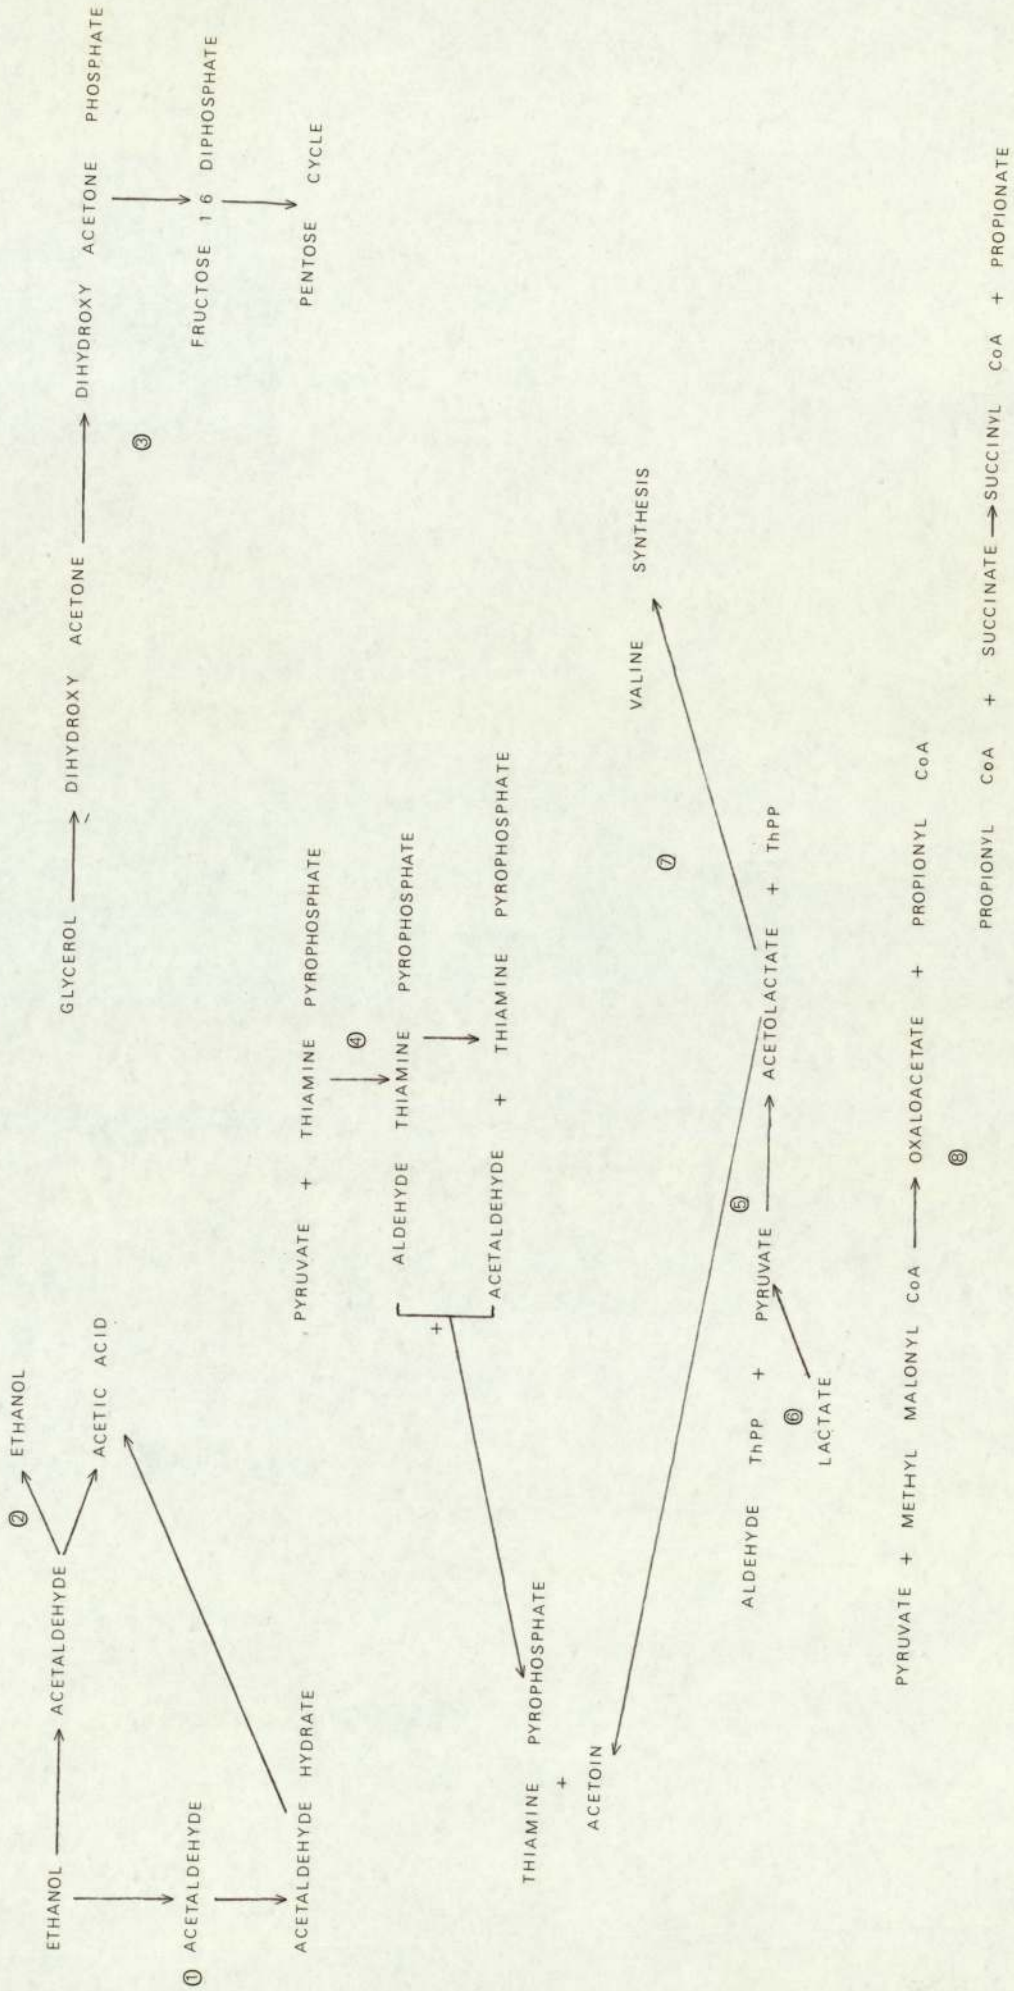 ② ETHANOL
ETHANOL ⟶ ACETALDEHYDE
ACETIC ACID
① ACETALDEHYDE
ACETALDEHYDE HYDRATE
GLYCEROL ⟶ DIHYDROXY ACETONE ⟶ DIHYDROXY ACETONE PHOSPHATE
③
FRUCTOSE 1 6 DIPHOSPHATE
PENTOSE CYCLE
PYRUVATE + THIAMINE PYROPHOSPHATE
④
ALDEHYDE THIAMINE PYROPHOSPHATE
+
ACETALDEHYDE + THIAMINE PYROPHOSPHATE
THIAMINE PYROPHOSPHATE
+
ACETOIN
VALINE SYNTHESIS
⑦
⑤
ALDEHYDE ThPP + PYRUVATE ⟶ ACETOLACTATE + ThPP
⑥
LACTATE
PYRUVATE + METHYL MALONYL CoA ⟶ OXALOACETATE + PROPIONYL CoA
⑧
PROPIONYL CoA + SUCCINATE ⟶ SUCCINYL CoA + PROPIONATE